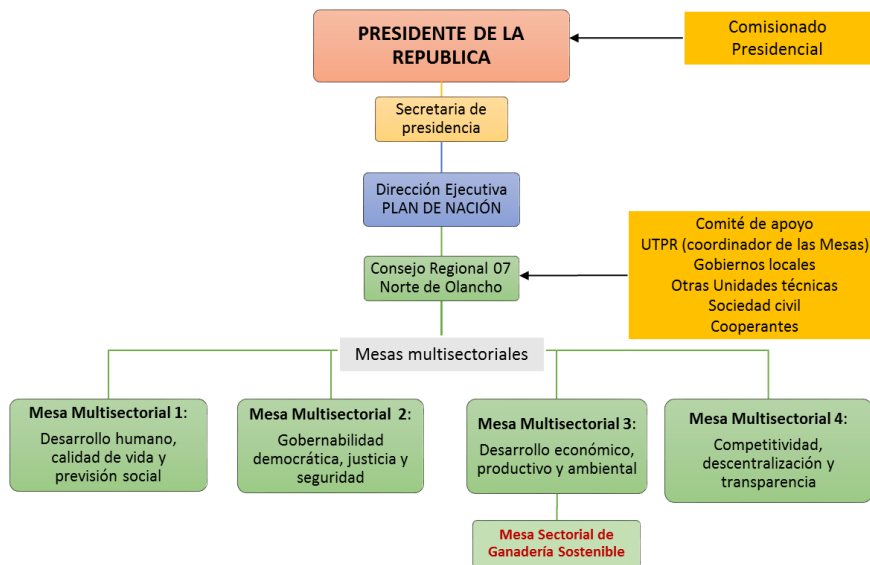 PRESIDENTE DE LA
REPUBLICA
Comisionado
Presidencial
Secretaria de
presidencia
Dirección Ejecutiva
PLAN DE NACIÓN
Comité de apoyo
UTPR (coordinador de las Mesas)
Gobiernos locales
Otras Unidades técnicas
Sociedad civil
Cooperantes
Consejo Regional 07
Norte de Olancho
Mesas multisectoriales
Mesa Multisectorial 1:
Desarrollo humano,
calidad de vida y
previsión social
Mesa Multisectorial 2:
Gobernabilidad
democrática, justicia y
seguridad
Mesa Multisectorial 3:
Desarrollo económico,
productivo y ambiental
Mesa Multisectorial 4:
Competitividad,
descentralización y
transparencia
Mesa Sectorial de
Ganadería Sostenible